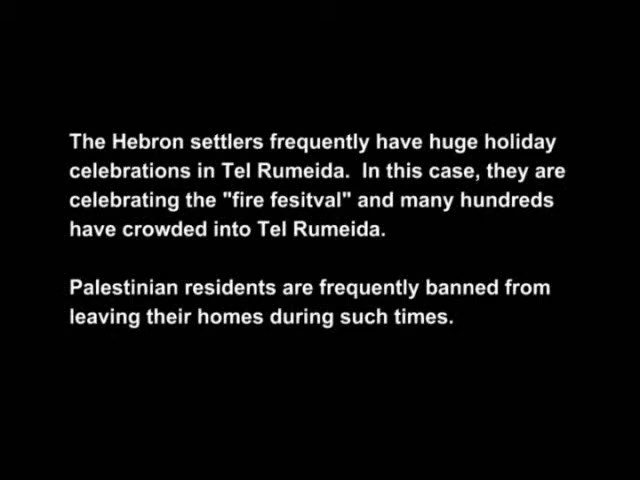 The Hebron settlers frequently have huge holiday
celebrations in Tel Rumeida.  In this case, they are
celebrating the "fire fesitval" and many hundreds
have crowded into Tel Rumeida.
Palestinian residents are frequently banned from
leaving their homes during such times.